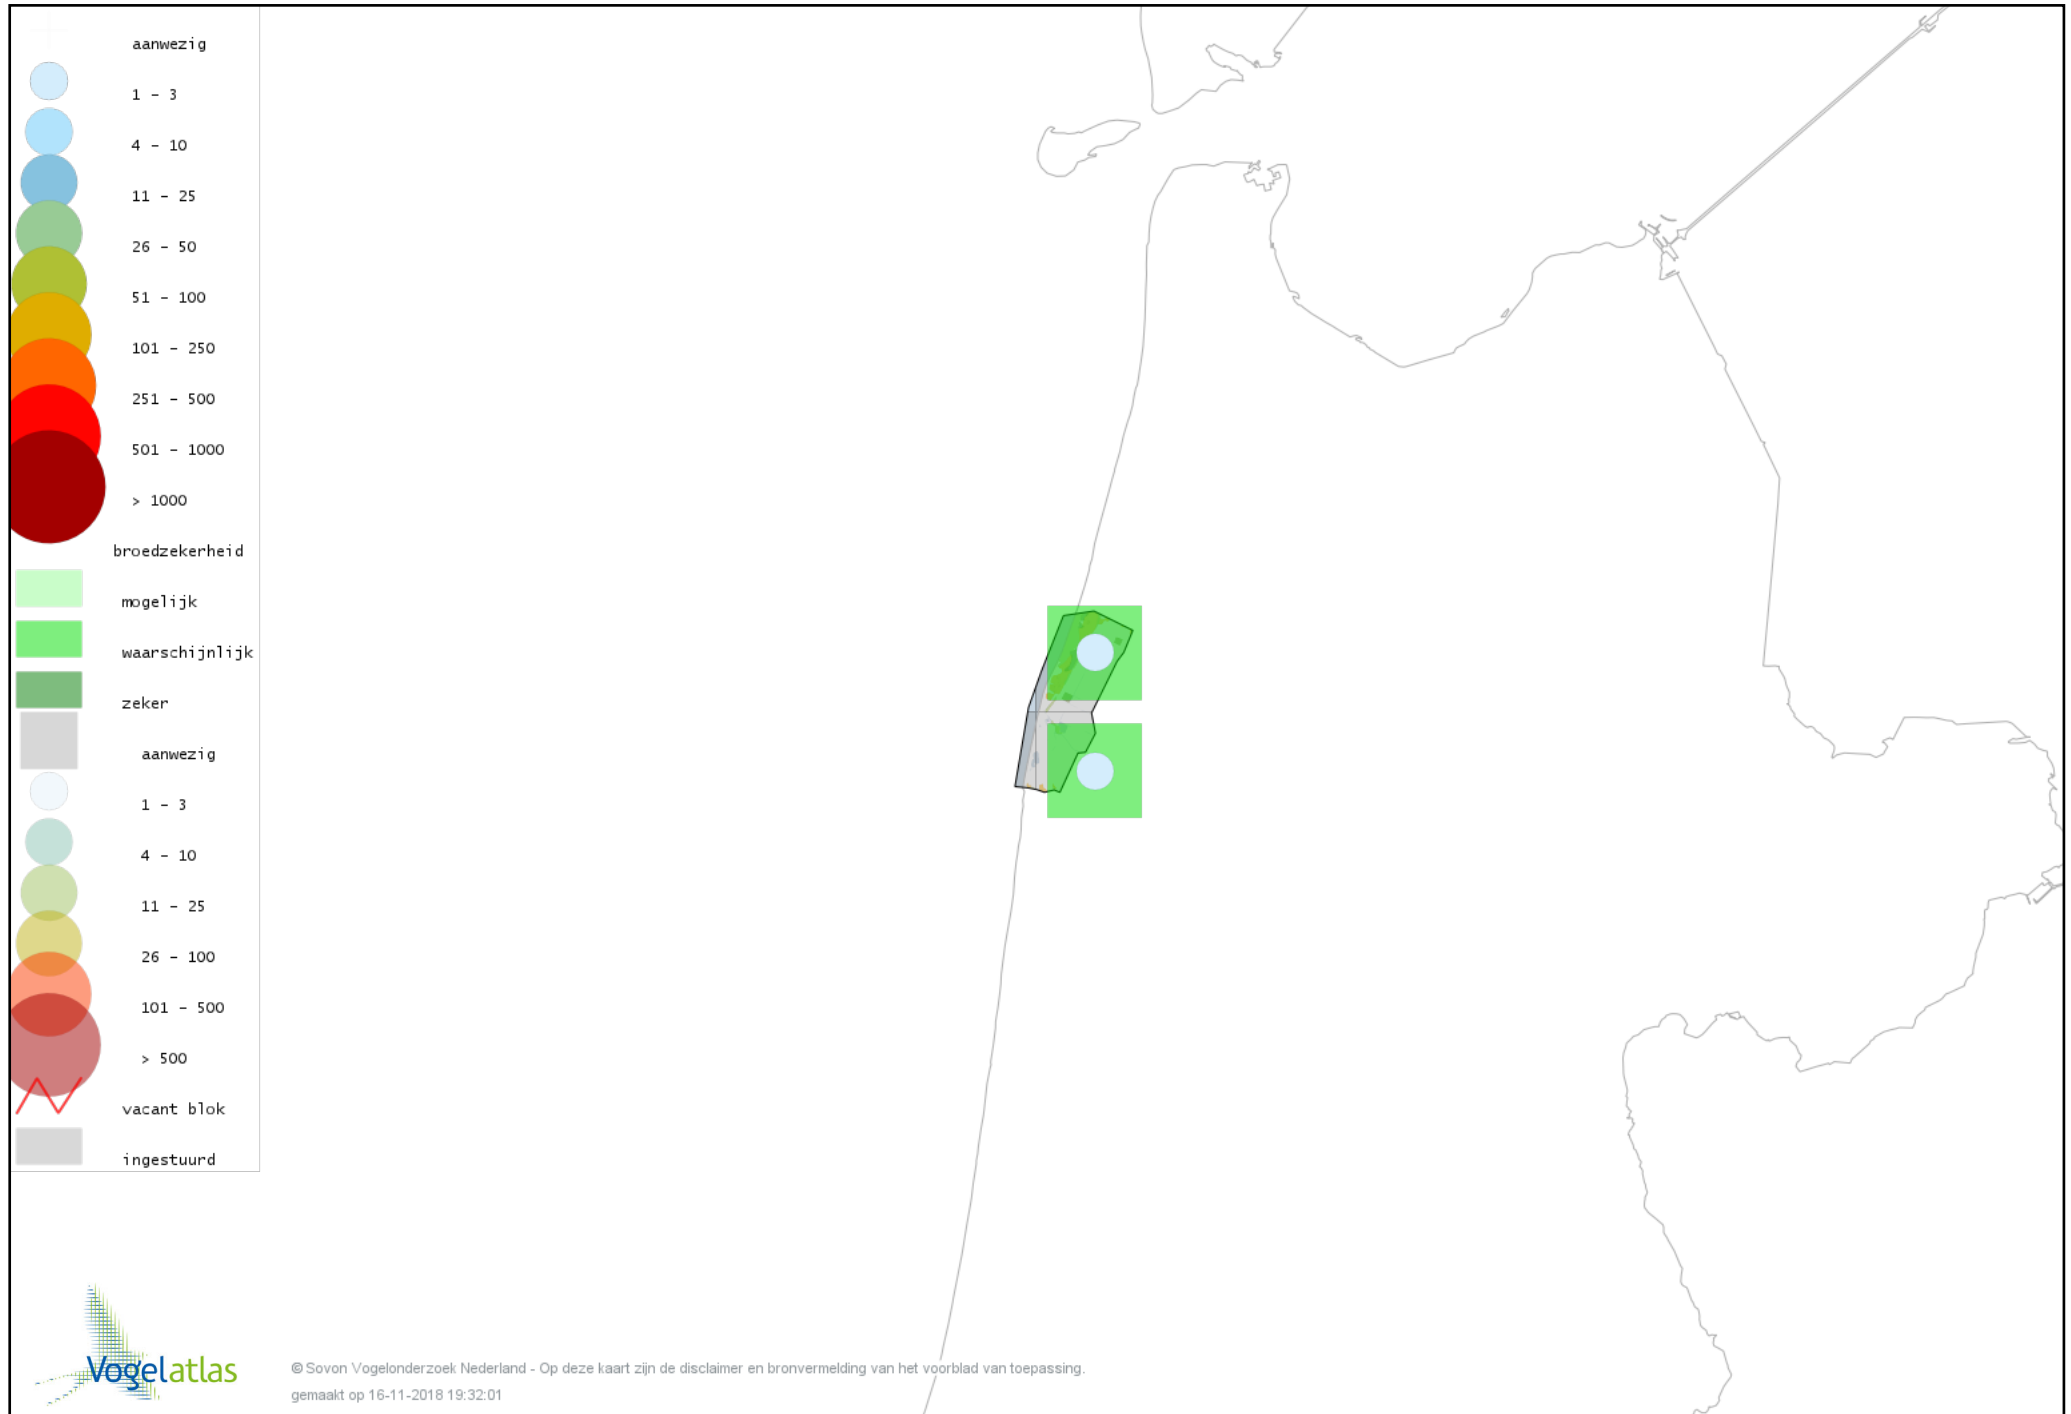 aanwezig
1 - 3
4 - 10
11 - 25
26 - 50
51 - 100
101 - 250
251 - 500
501 - 1000
> 1000
broedzekerheid
mogelijk
waarschijnlijk
zeker
aanwezig
1 - 3
4 - 10
11 - 25
26 - 100
101 - 500
> 500
vacant blok
ingestuurd
Vogelatlas
© Sovon Vogelonderzoek Nederland - Op deze kaart zijn de disclaimer en bronvermelding van het voorblad van toepassing.
gemaakt op 16-11-2018 19:32:01